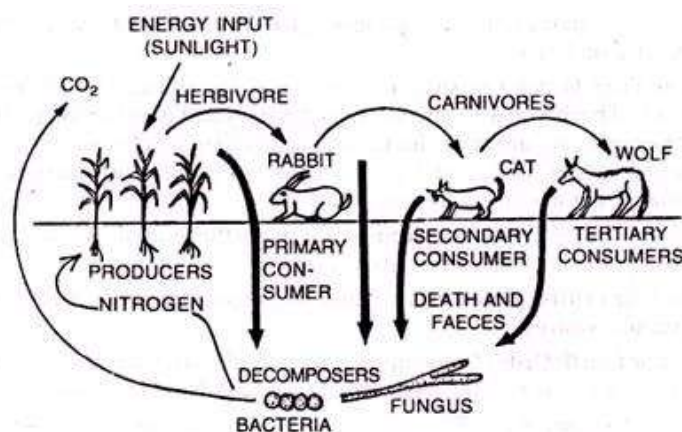 ENERGY INPUT
(SUNLIGHT)
CO2
HERBIVORE
CARNIVORES
RABBIT
CAT
WOLF
PRODUCERS
PRIMARY
CON-
SUMER
SECONDARY
CONSUMER
TERTIARY
CONSUMERS
NITROGEN
DEATH AND
FAECES
DECOMPOSERS
BACTERIA
FUNGUS